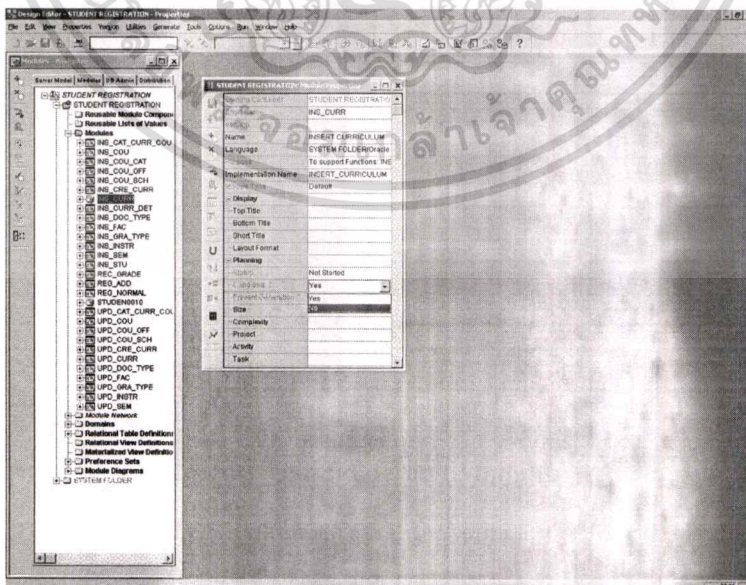 Design Editor - STUDENT REGISTRATION - Properties
File Edit View Properties Version Utilities Generate Tools Options Run Window Help
Server Model Modules DB Admin Distribution
STUDENT REGISTRATION
STUDENT REGISTRATION
Reusable Module Compon
Reusable Lists of Values
Modules
INS_CAT_CURR_COU
INS_COU
INS_COU_CAT
INS_COU_OFF
INS_COU_SCH
INS_CRE_CURR
INS_CURR
INS_CURR_DET
INS_DOC_TYPE
INS_FAC
INS_GRA_TYPE
INS_INSTR
INS_SEM
INS_STU
REC_GRADE
REG_ADD
REG_NORMAL
STUDEN0010
UPD_CAT_CURR_COU
UPD_COU
UPD_COU_OFF
UPD_COU_SCH
UPD_CRE_CURR
UPD_CURR
UPD_DOC_TYPE
UPD_FAC
UPD_GRA_TYPE
UPD_INSTR
UPD_SEM
Module Network
Domains
Relational Table Definitions
Relational View Definitions
Materialized View Definitio
Preference Sets
Module Diagrams
SYSTEM FOLDER
STUDENT REGISTRATION:
STUDENT REGISTRATIO
INS_CURR
Name INSERT CURRICULUM
Language SYSTEM FOLDER(Oracle
To support Functions: INS
Implementation Name INCERT_CURRICULUM
Default
- Display
Top Title
Bottom Title
Short Title
Layout Format
- Planning
Not Started
Yes
Yes
Size No
Complexity
Project
Activity
Task